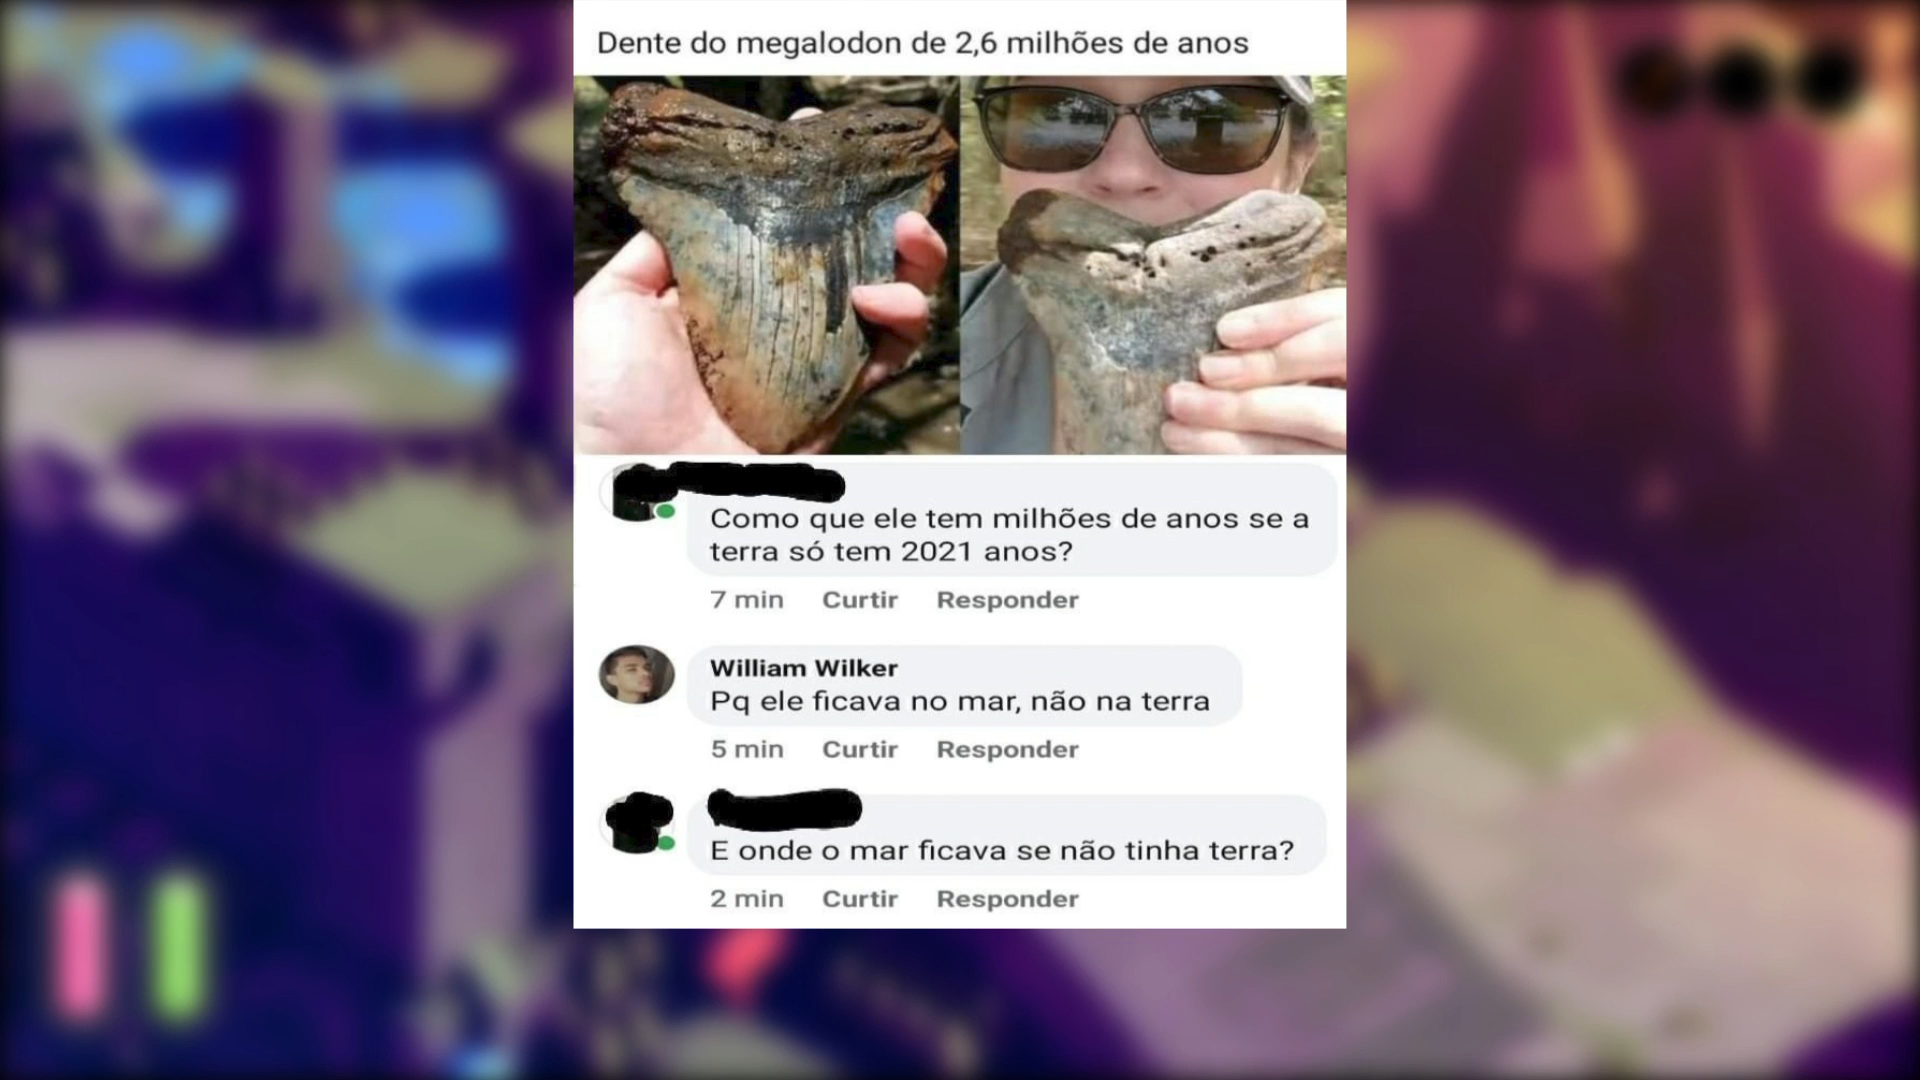 Dente do megalodon de 2,6 milhões de anos
Como que ele tem milhões de anos se a
terra só tem 2021 anos?
7 min Curtir Responder
William Wilker
Pq ele ficava no mar, não na terra
5 min Curtir Responder
E onde o mar ficava se não tinha terra?
2 min Curtir Responder